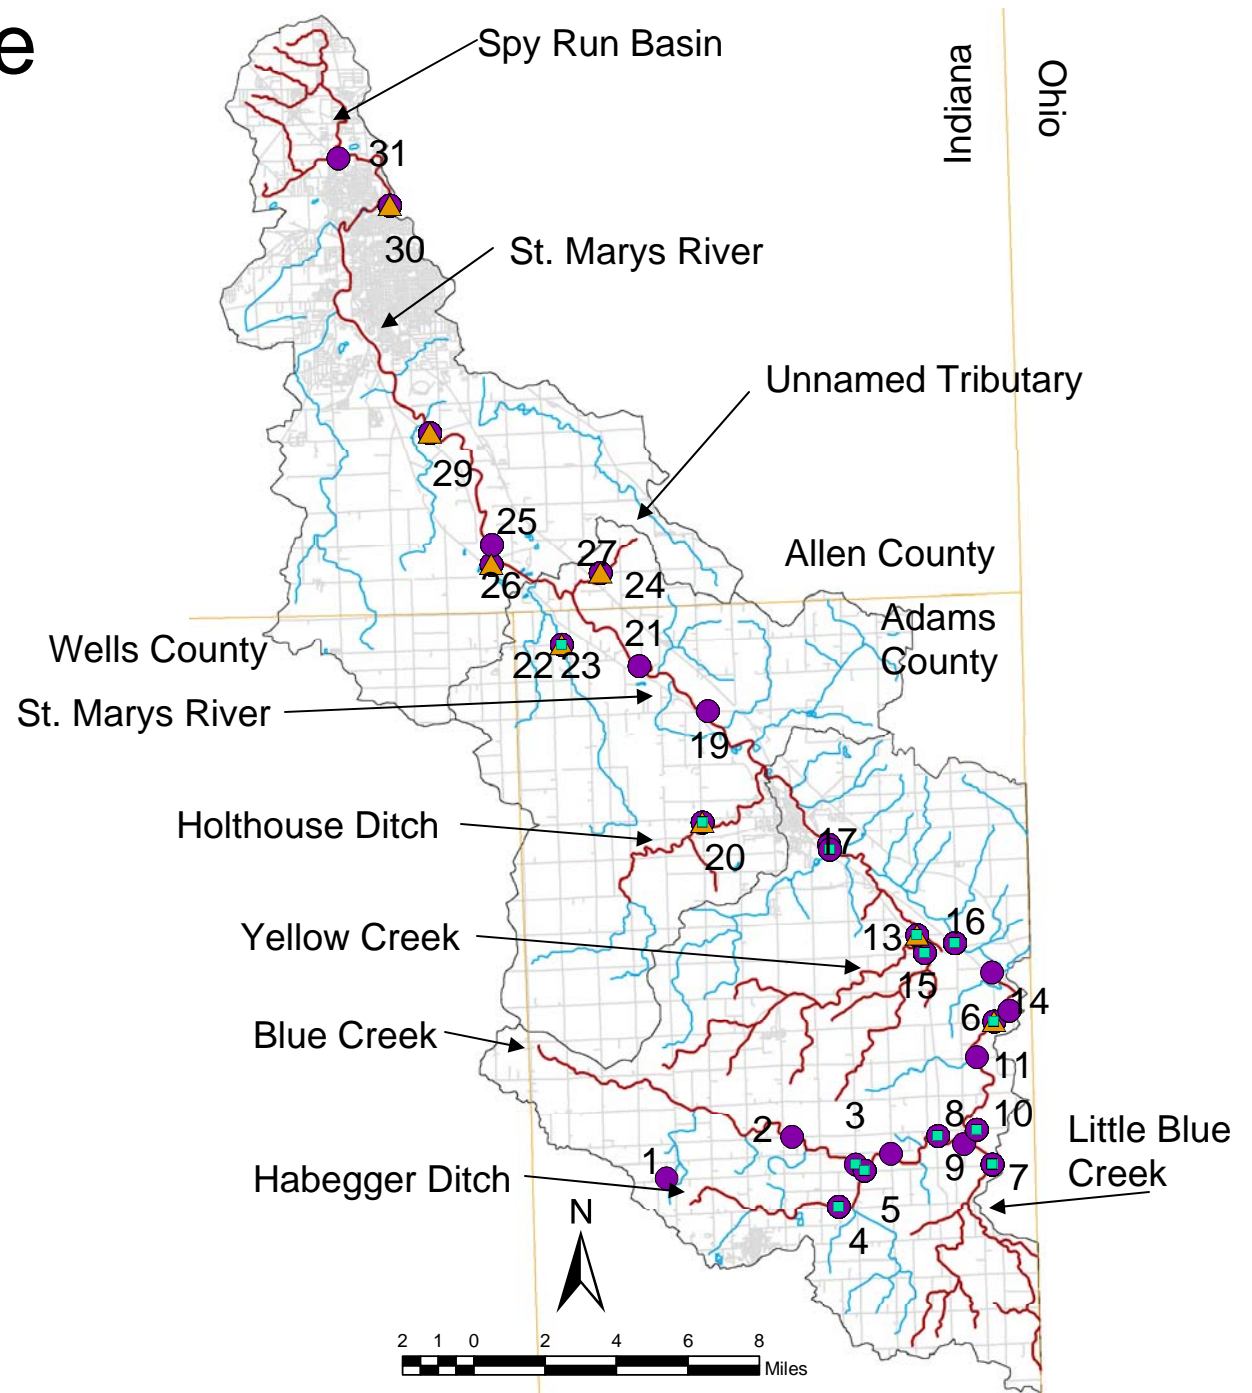 e
Spy Run Basin
Indiana
Ohio
31
30
St. Marys River
Unnamed Tributary
29
25
26
27
24
Allen County
Adams
County
Wells County
22 23
21
St. Marys River
19
Holthouse Ditch
20
17
Yellow Creek
13
16
15
14
6
Blue Creek
11
2
3
8
10
Little Blue
Creek
1
9
7
Habegger Ditch
5
4
N
2 1 0 2 4 6 8
Miles